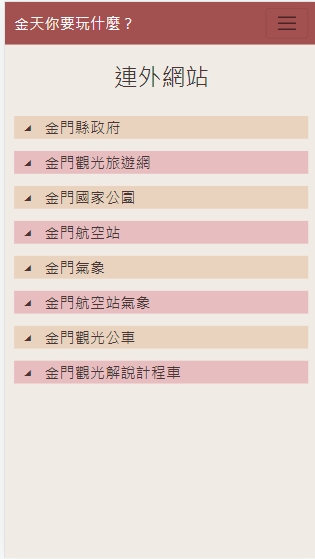 金天你要玩什麼？
連外網站
金門縣政府
金門觀光旅遊網
金門國家公園
金門航空站
金門氣象
金門航空站氣象
金門觀光公車
金門觀光解說計程車